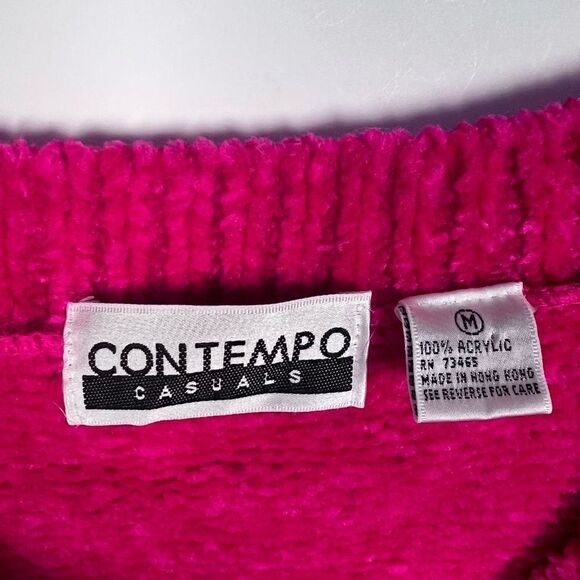 CONTEMPO
CASUALS
M
100% ACRYLIC
RN 73465
MADE IN HONG KONG
SEE REVERSE FOR CARE